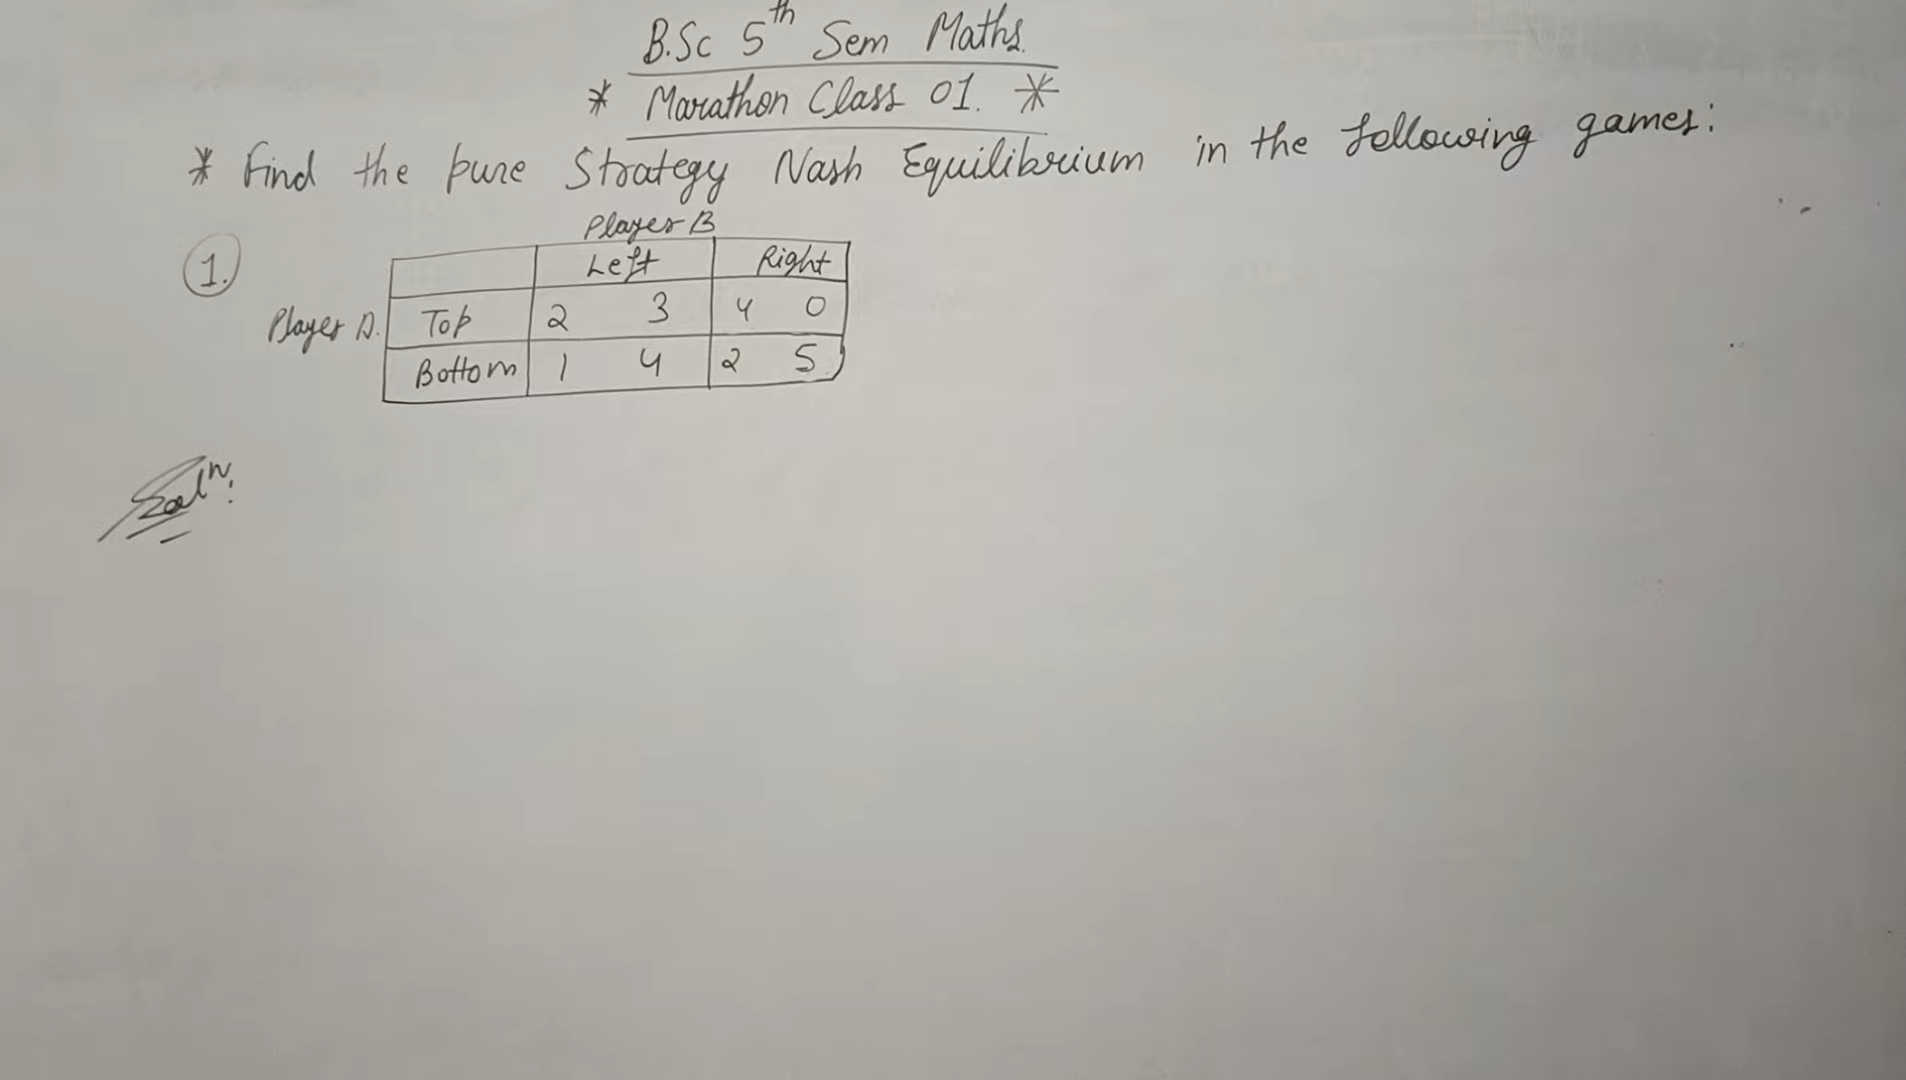 B.Sc 5th Sem Maths.
* Marathon Class 01. *
* Find the pure Strategy Nash Equilibrium in the following games:
Player B
1.
Left Right
Player A. Top 2 3 4 0
Bottom 1 4 2 5
Soln: